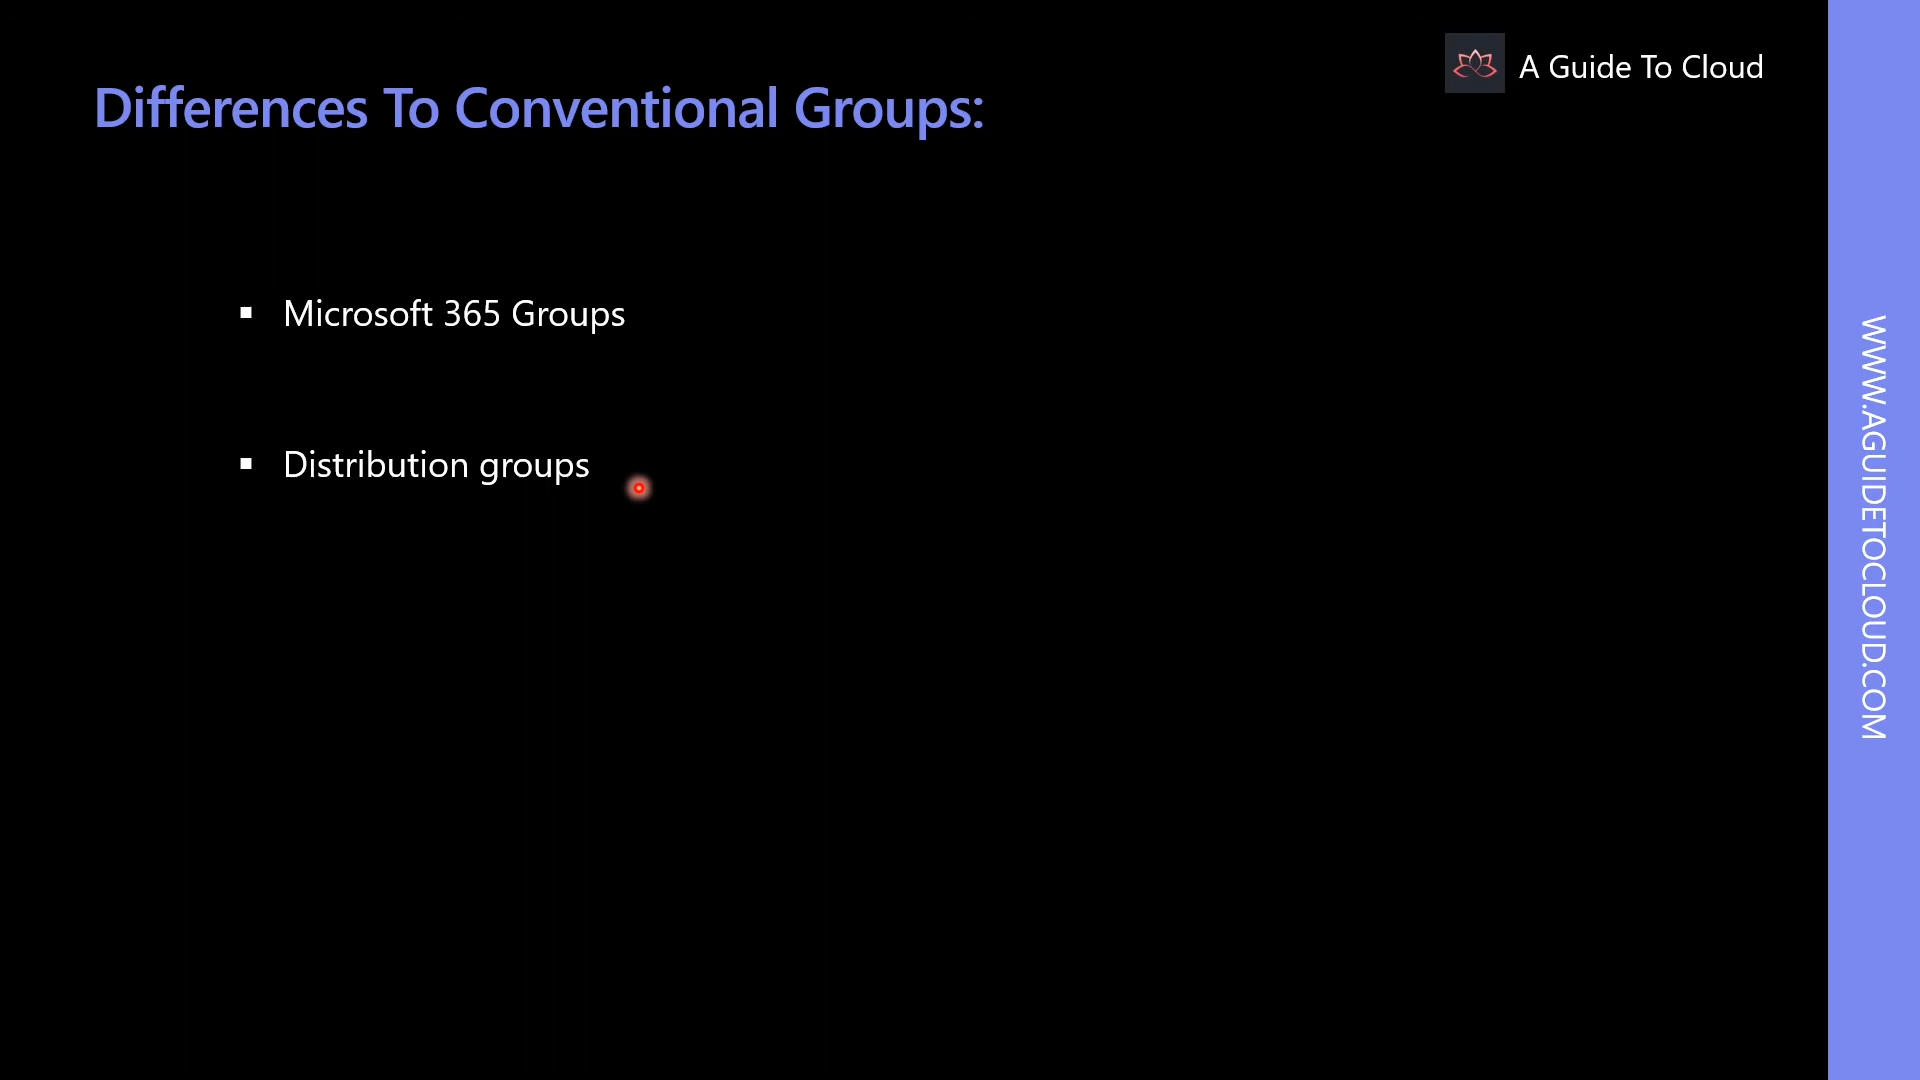 A Guide To Cloud
Differences To Conventional Groups:
▪ Microsoft 365 Groups
▪ Distribution groups
WWW.AGUIDETOCLOUD.COM